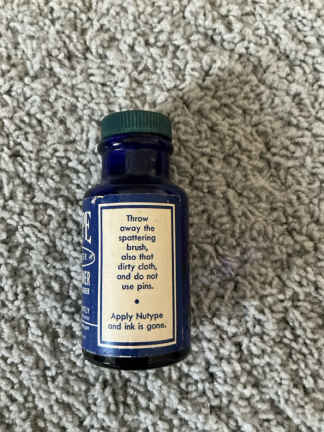 Throw
away the
spattering
brush,
also that
dirty cloth,
and do not
use pins.
Apply Nutype
and ink is gone.